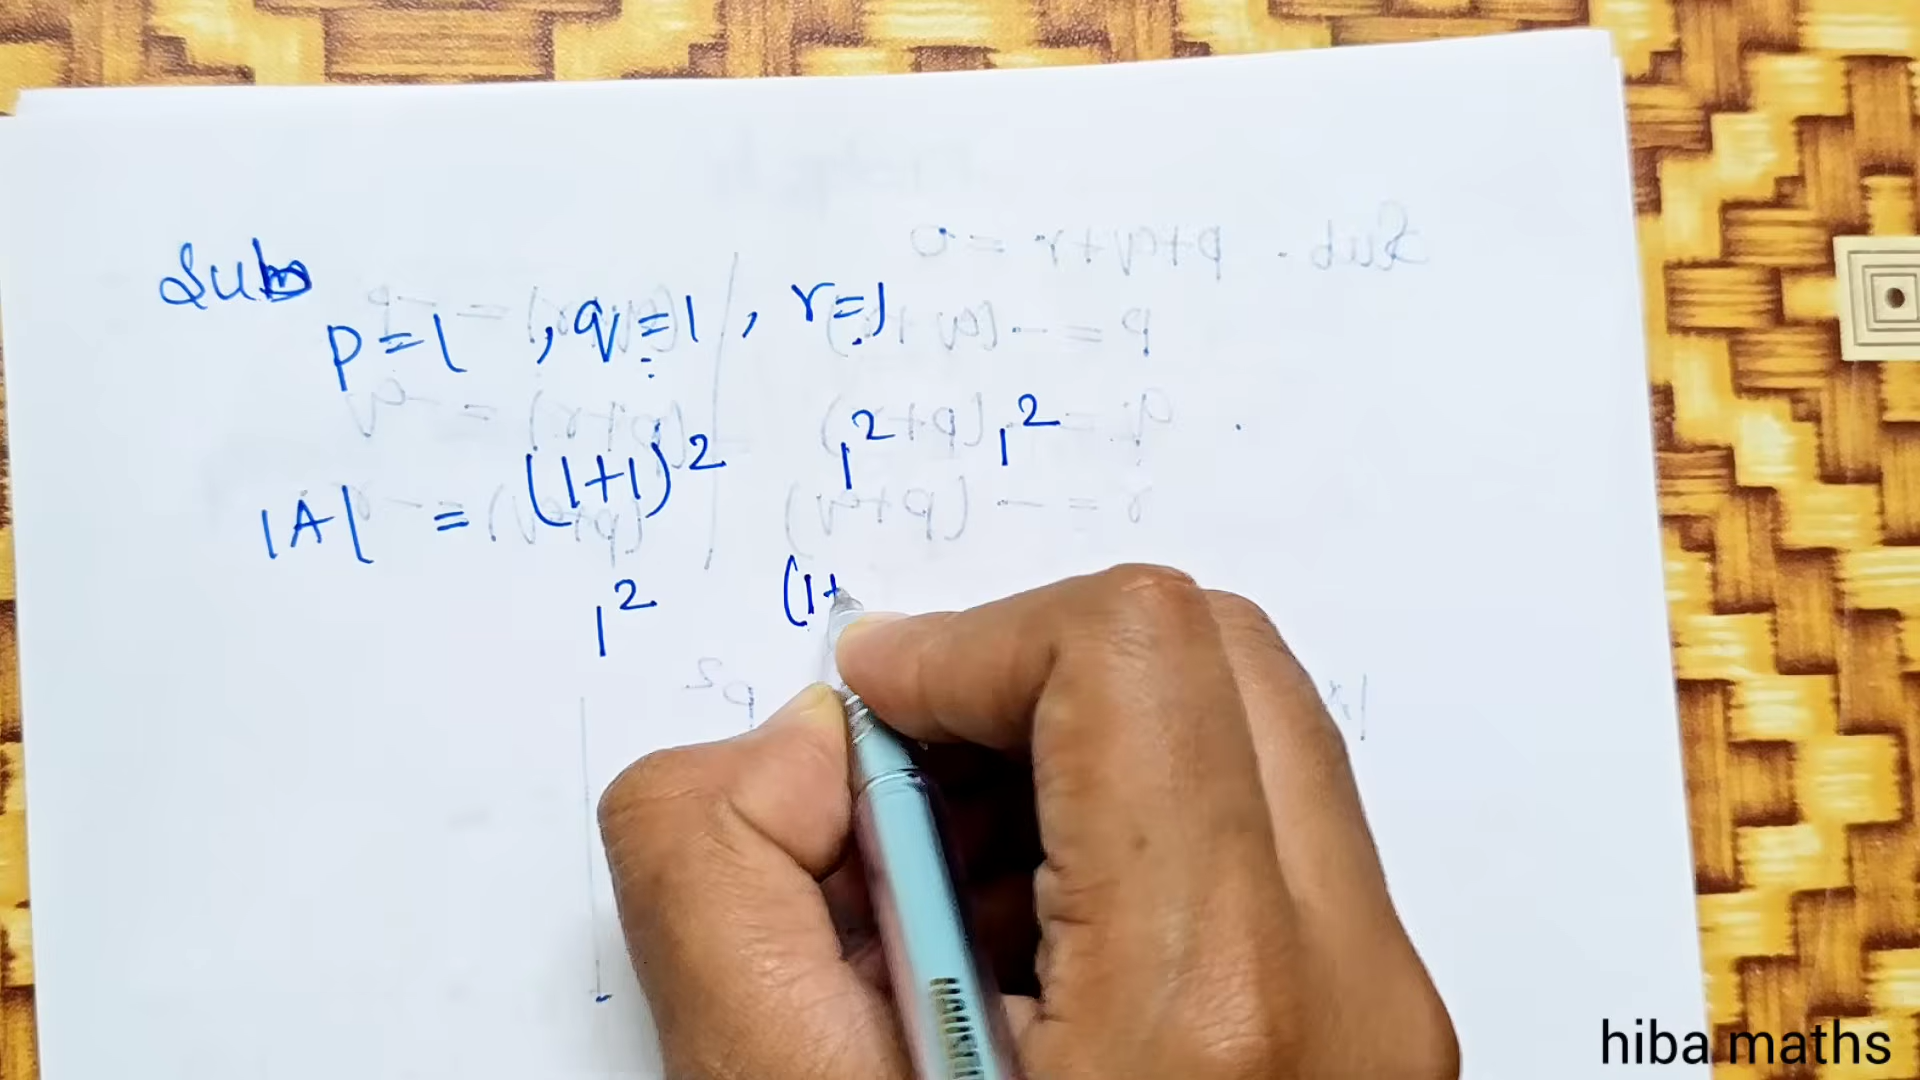 Sub
p=1 , q=1 , r=1
|A| = (1+1)² 1² 1²
1² (1+
hiba maths